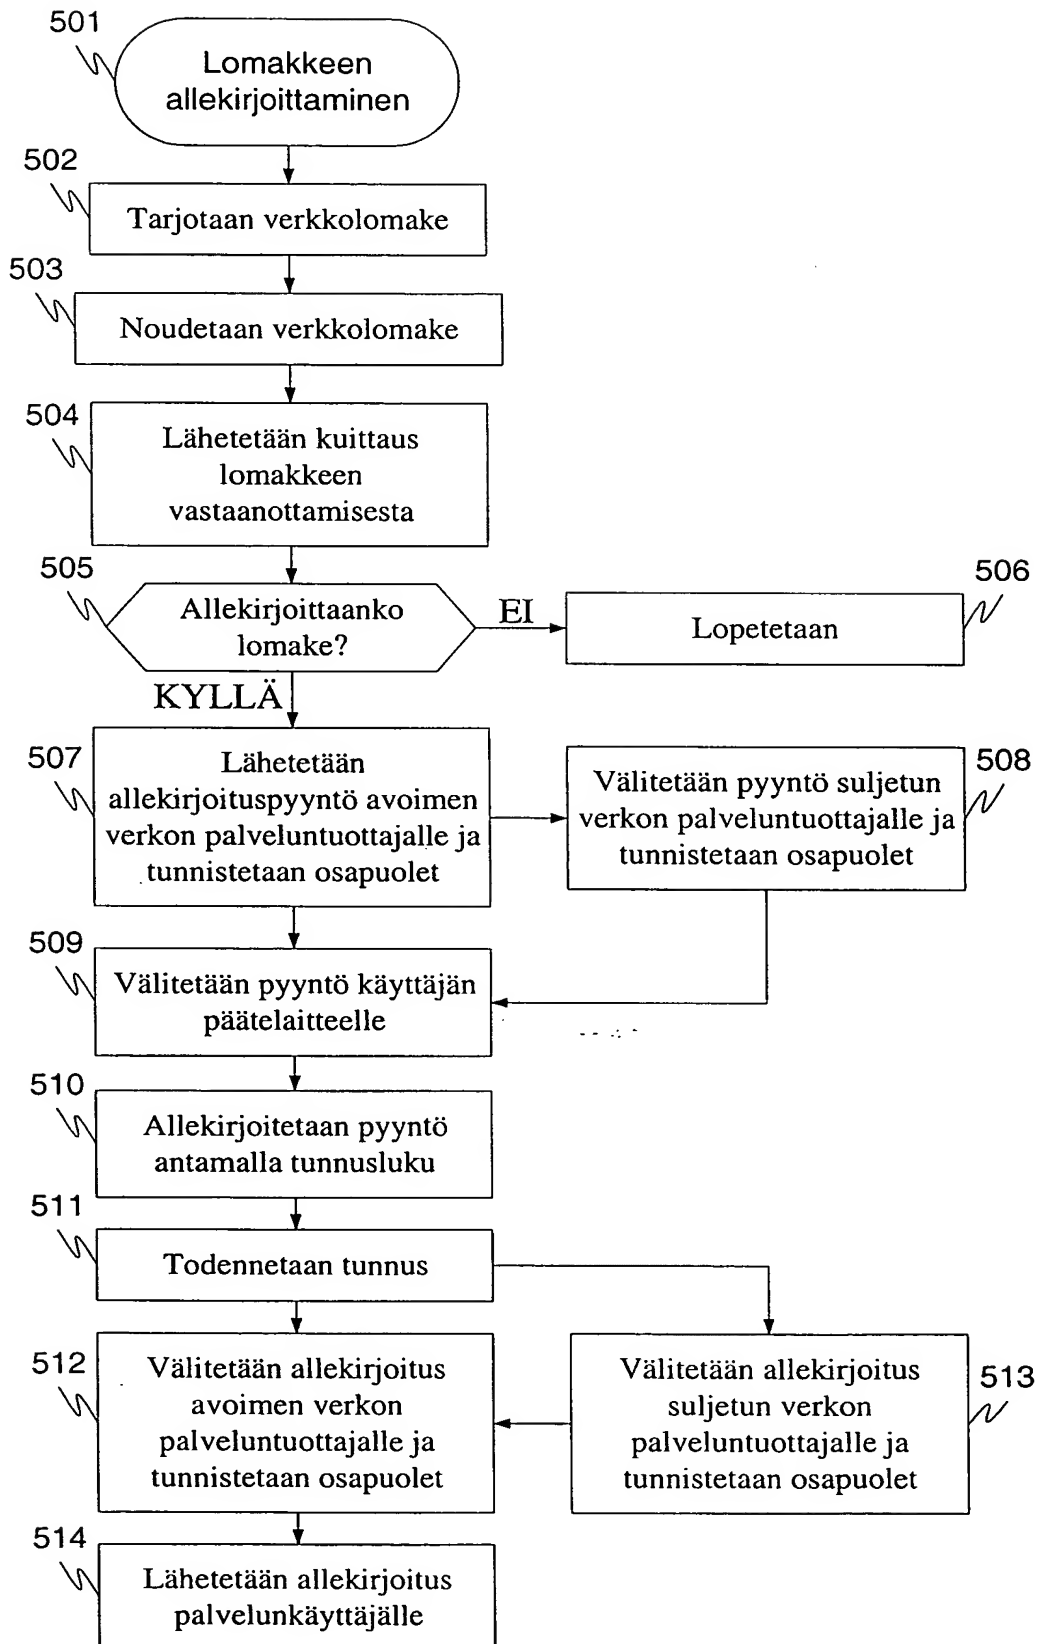 501
Lomakkeen
allekirjoittaminen
502
Tarjotaan verkkolomake
503
Noudetaan verkkolomake
504
Lähetetään kuittaus
lomakkeen
vastaanottamisesta
505
Allekirjoittaanko
lomake?
EI
506
Lopetetaan
KYLLÄ
507
Lähetetään
allekirjoituspyyntö avoimen
verkon palveluntuottajalle ja
tunnistetaan osapuolet
508
Välitetään pyyntö suljetun
verkon palveluntuottajalle ja
tunnistetaan osapuolet
509
Välitetään pyyntö käyttäjän
päätelaitteelle
510
Allekirjoitetaan pyyntö
antamalla tunnusluku
511
Todennetaan tunnus
512
Välitetään allekirjoitus
avoimen verkon
palveluntuottajalle ja
tunnistetaan osapuolet
513
Välitetään allekirjoitus
suljetun verkon
palveluntuottajalle ja
tunnistetaan osapuolet
514
Lähetetään allekirjoitus
palvelunkäyttäjälle